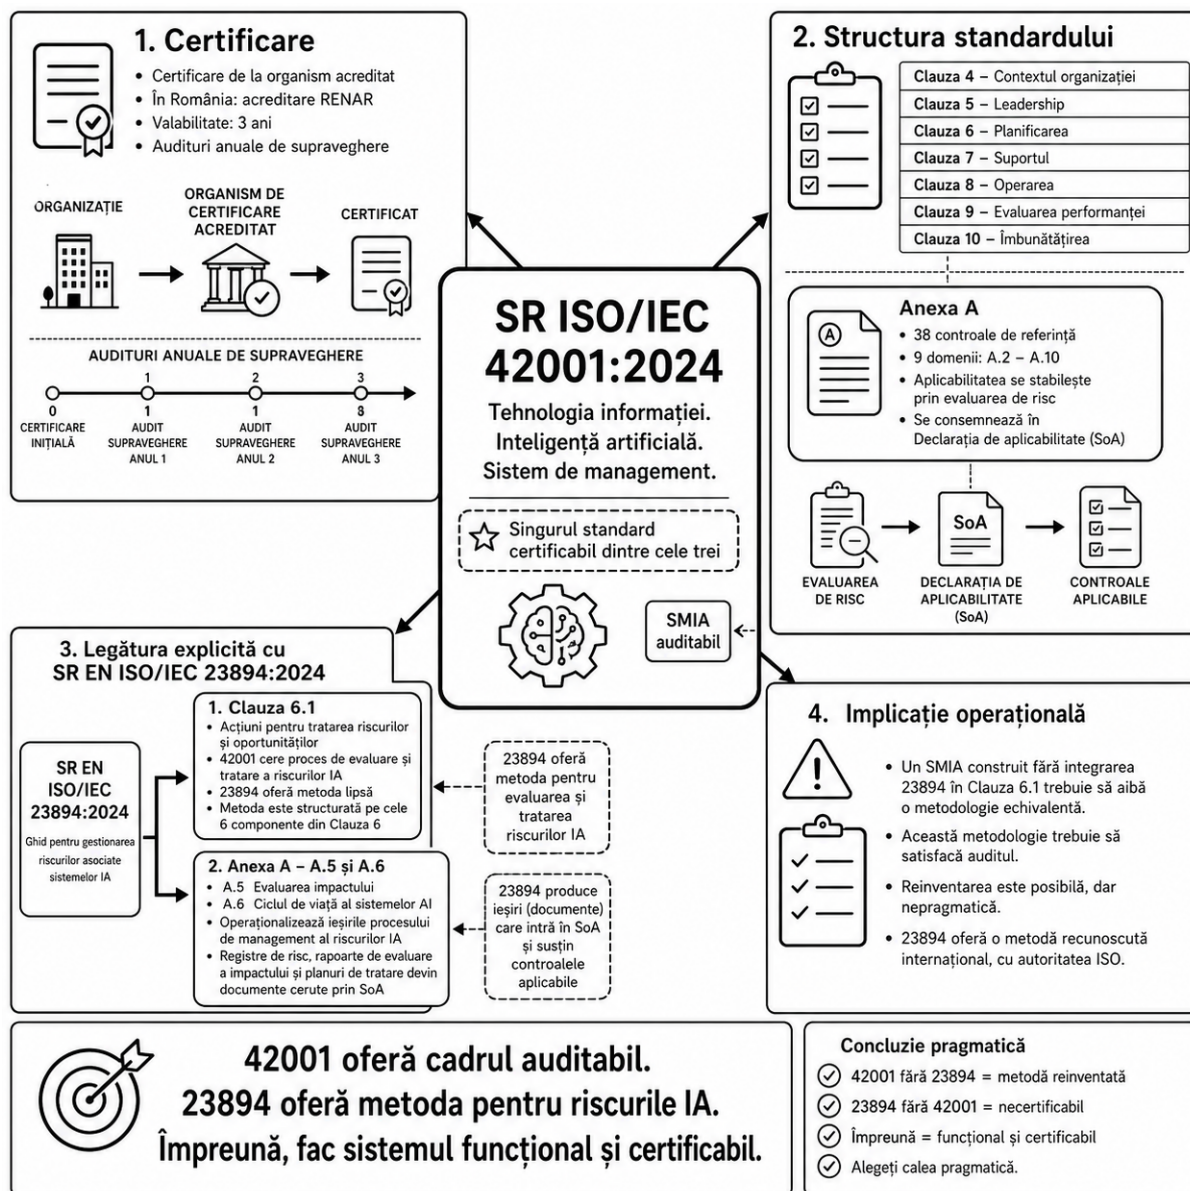 1. Certificare
• Certificare de la organism acreditat
• În România: acreditare RENAR
• Valabilitate: 3 ani
• Audituri anuale de supraveghere
ORGANIZAȚIE
ORGANISM DE
CERTIFICARE
ACREDITAT
CERTIFICAT
AUDITURI ANUALE DE SUPRAVEGHERE
1 2 3
0 1 1 8
CERTIFICARE
INIȚIALĂ
AUDIT
SUPRAVEGHERE
ANUL 1
AUDIT
SUPRAVEGHERE
ANUL 2
AUDIT
SUPRAVEGHERE
ANUL 3
2. Structura standardului
Clauza 4 – Contextul organizației
Clauza 5 – Leadership
Clauza 6 – Planificarea
Clauza 7 – Suportul
Clauza 8 – Operarea
Clauza 9 – Evaluarea performanței
Clauza 10 – Îmbunătățirea
A
Anexa A
• 38 controale de referință
• 9 domenii: A.2 – A.10
• Aplicabilitatea se stabilește
prin evaluarea de risc
• Se consemnează în
Declarația de aplicabilitate (SoA)
SoA
EVALUAREA
DE RISC
DECLARAȚIA DE
APLICABILITATE
(SoA)
CONTROALE
APLICABILE
SR ISO/IEC
42001:2024
Tehnologia informației.
Inteligență artificială.
Sistem de management.
Singurul standard
certificabil dintre cele trei
SMIA
auditabil
3. Legătura explicită cu
SR EN ISO/IEC 23894:2024
SR EN
ISO/IEC
23894:2024
Ghid pentru gestionarea
riscurilor asociate
sistemelor IA
1. Clauza 6.1
• Acțiuni pentru tratarea riscurilor
și oportunităților
• 42001 cere proces de evaluare și
tratare a riscurilor IA
• 23894 oferă metoda lipsă
• Metoda este structurată pe cele
6 componente din Clauza 6
2. Anexa A – A.5 și A.6
• A.5 Evaluarea impactului
• A.6 Ciclul de viață al sistemelor AI
• Operaționalizează ieșirile procesului
de management al riscurilor IA
• Registre de risc, rapoarte de evaluare
a impactului și planuri de tratare devin
documente cerute prin SoA
23894 oferă
metoda pentru
evaluarea și
tratarea
riscurilor IA
23894 produce
ieșiri (documente)
care intră în SoA
și susțin
controalele
aplicabile
4. Implicație operațională
• Un SMIA construit fără integrarea
23894 în Clauza 6.1 trebuie să aibă
o metodologie echivalentă.
• Această metodologie trebuie să
satisfacă auditul.
• Reinventarea este posibilă, dar
nepragmatică.
• 23894 oferă o metodă recunoscută
internațional, cu autoritatea ISO.
42001 oferă cadrul auditabil.
23894 oferă metoda pentru riscurile IA.
Împreună, fac sistemul funcțional și certificabil.
Concluzie pragmatică
42001 fără 23894 = metodă reinventată
23894 fără 42001 = necertificabil
Împreună = funcțional și certificabil
Alegeți calea pragmatică.